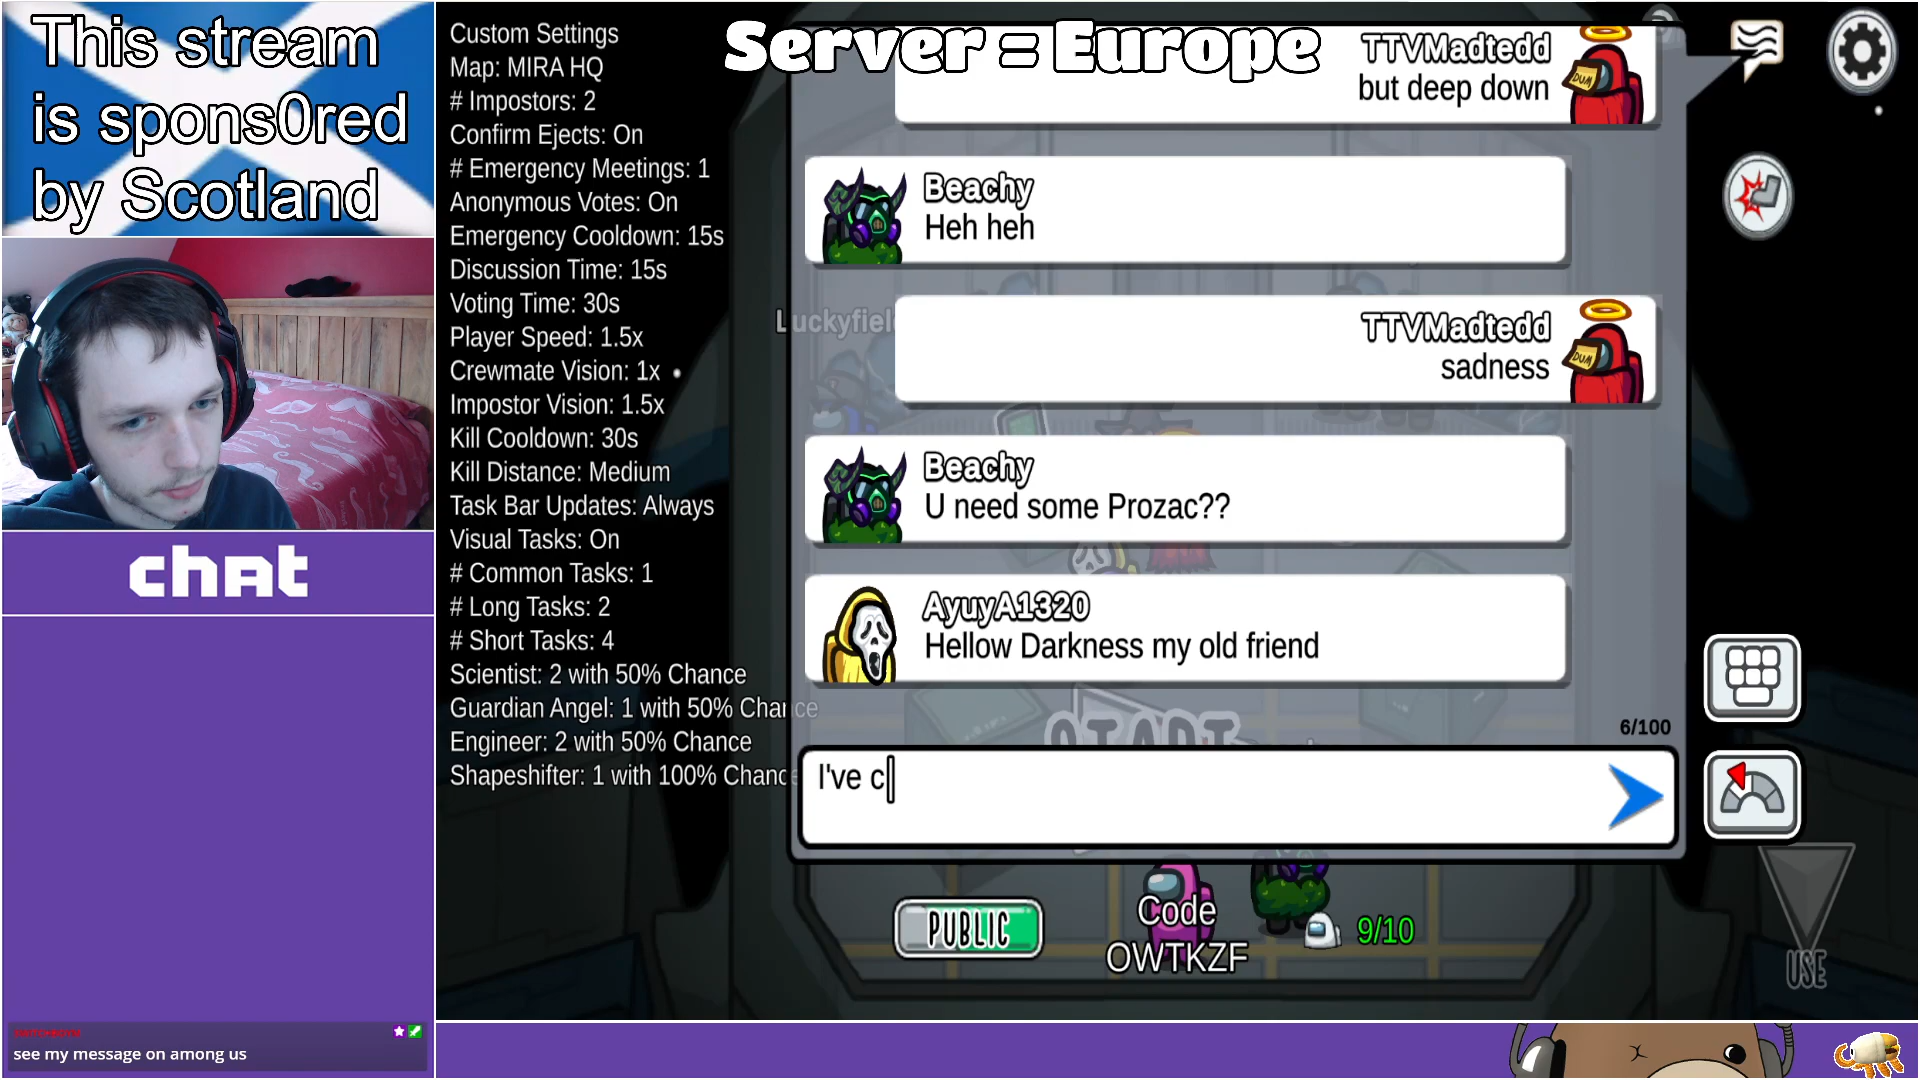 This stream
is spons0red
by Scotland
chat
see my message on among us
Custom Settings
Map: MIRA HQ
# Impostors: 2
Confirm Ejects: On
# Emergency Meetings: 1
Anonymous Votes: On
Emergency Cooldown: 15s
Discussion Time: 15s
Voting Time: 30s
Player Speed: 1.5x
Crewmate Vision: 1x
Impostor Vision: 1.5x
Kill Cooldown: 30s
Kill Distance: Medium
Task Bar Updates: Always
Visual Tasks: On
# Common Tasks: 1
# Long Tasks: 2
# Short Tasks: 4
Scientist: 2 with 50% Chance
Guardian Angel: 1 with 50% Chance
Engineer: 2 with 50% Chance
Shapeshifter: 1 with 100% Chance
Server = Europe
TTVMadtedd
but deep down
DUM
Beachy
Heh heh
Luckyfiel
TTVMadtedd
sadness
DUM
Beachy
U need some Prozac??
AyuyA1320
Hellow Darkness my old friend
START
6/100
I've c
PUBLIC
Code
OWTKZF
9/10
USE